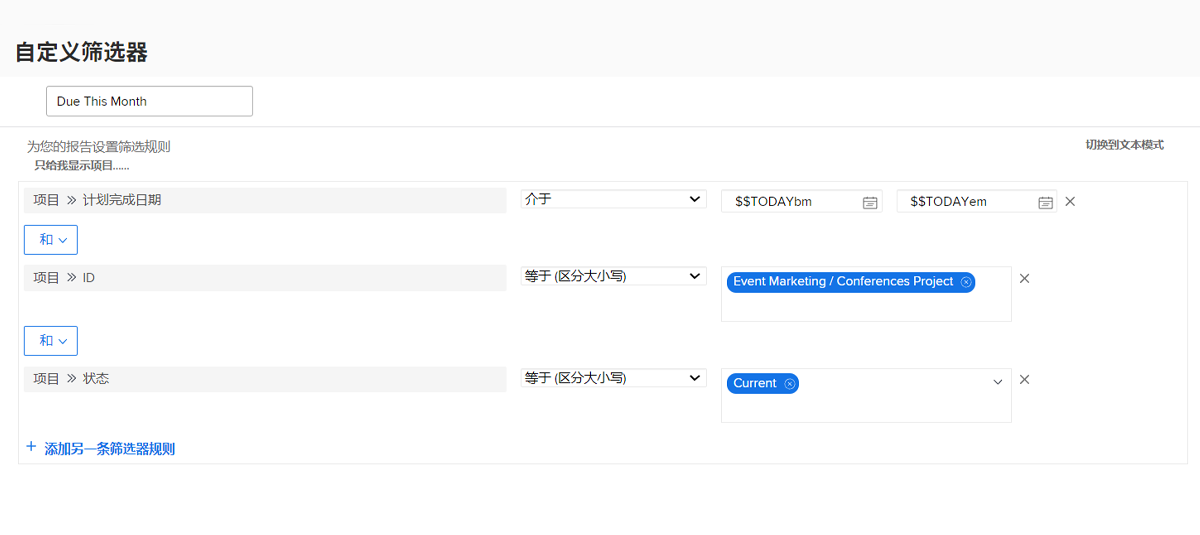 自定义筛选器
Due This Month
为您的报告设置筛选规则
切换到文本模式
只给我显示项目......
项目 » 计划完成日期 介于 $$TODAYbm $$TODAYem
和
项目 » ID 等于 (区分大小写) Event Marketing / Conferences Project
和
项目 » 状态 等于 (区分大小写) Current
+ 添加另一条筛选器规则